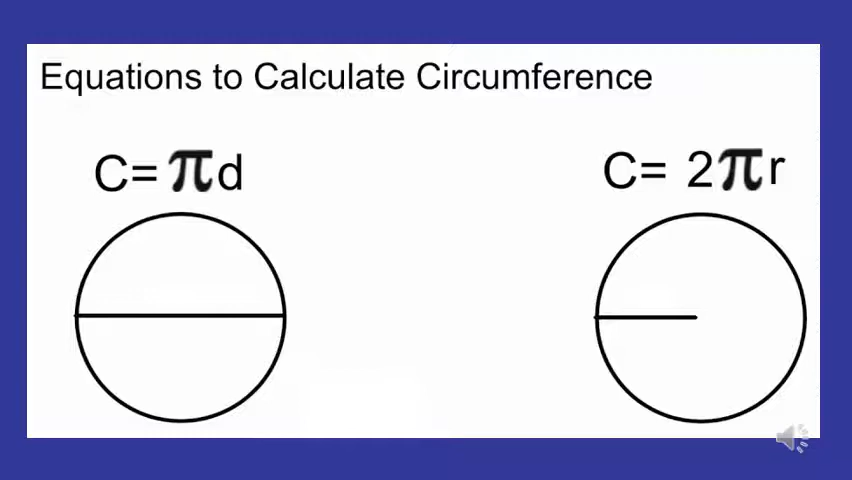 Equations to Calculate Circumference
C= πd
C= 2πr